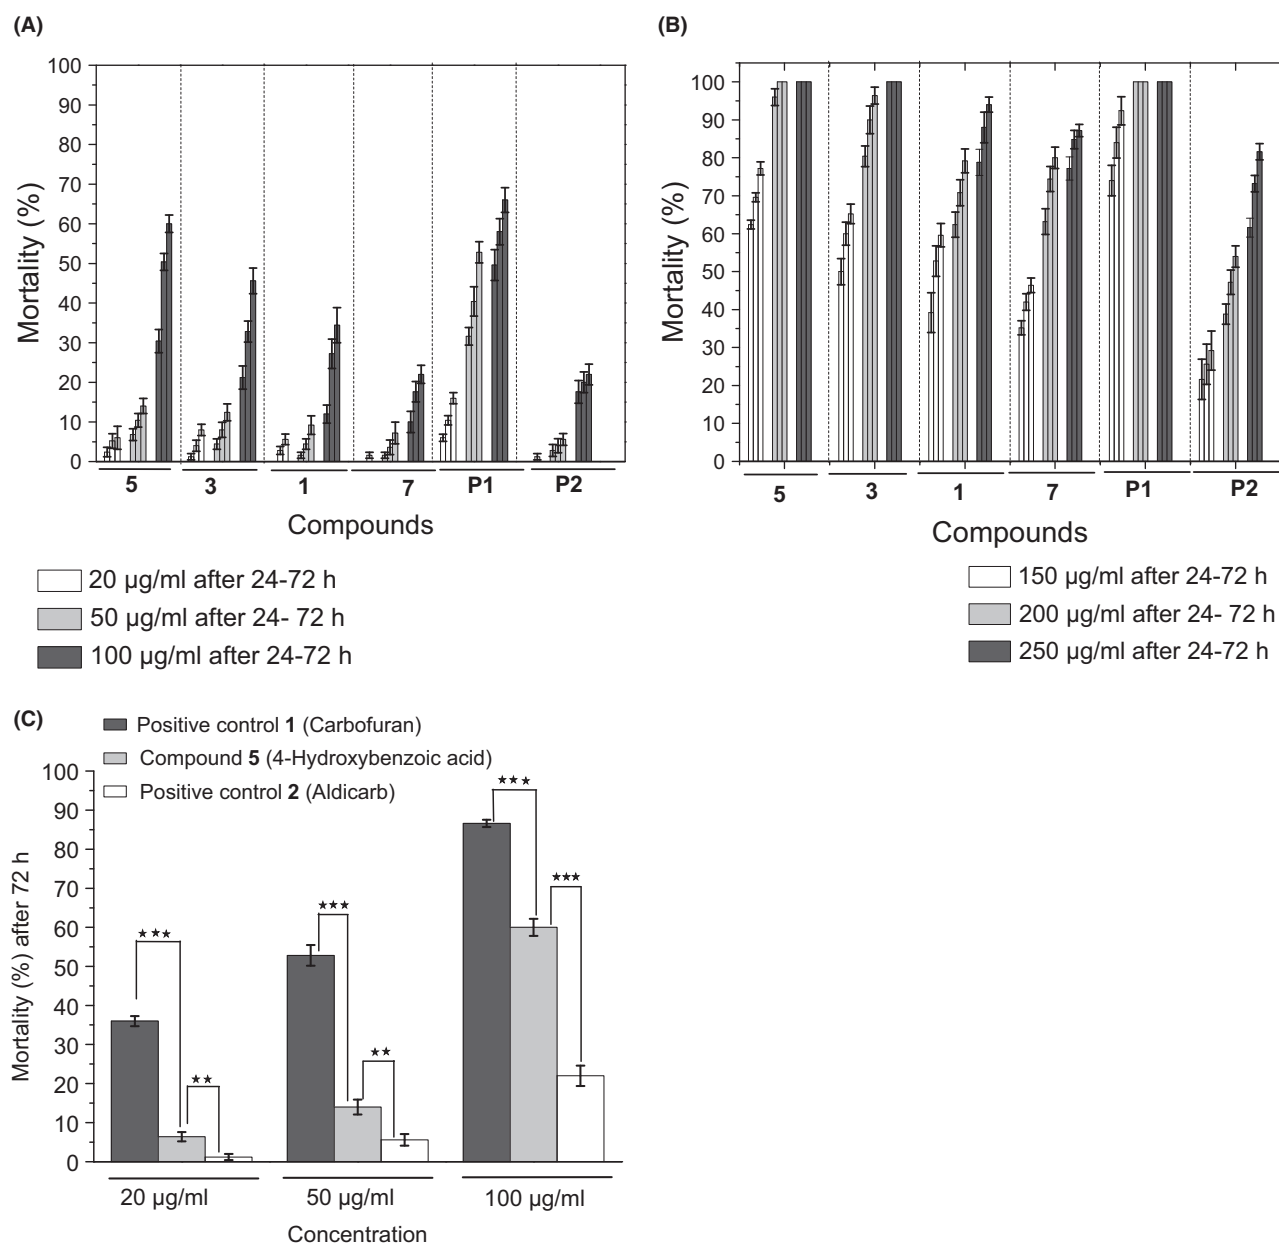 (A)
100
90
80
70
60
50
40
30
20
10
0
Mortality (%)
5 3 1 7 P1 P2
Compounds
20 µg/ml after 24-72 h
50 µg/ml after 24- 72 h
100 µg/ml after 24-72 h
(B)
100
90
80
70
60
50
40
30
20
10
0
Mortality (%)
5 3 1 7 P1 P2
Compounds
150 µg/ml after 24-72 h
200 µg/ml after 24- 72 h
250 µg/ml after 24-72 h
(C)
Positive control 1 (Carbofuran)
Compound 5 (4-Hydroxybenzoic acid)
Positive control 2 (Aldicarb)
100
90
80
70
60
50
40
30
20
10
0
Mortality (%) after 72 h
★★★
★★
★★★
★★
★★★
★★★
20 µg/ml 50 µg/ml 100 µg/ml
Concentration